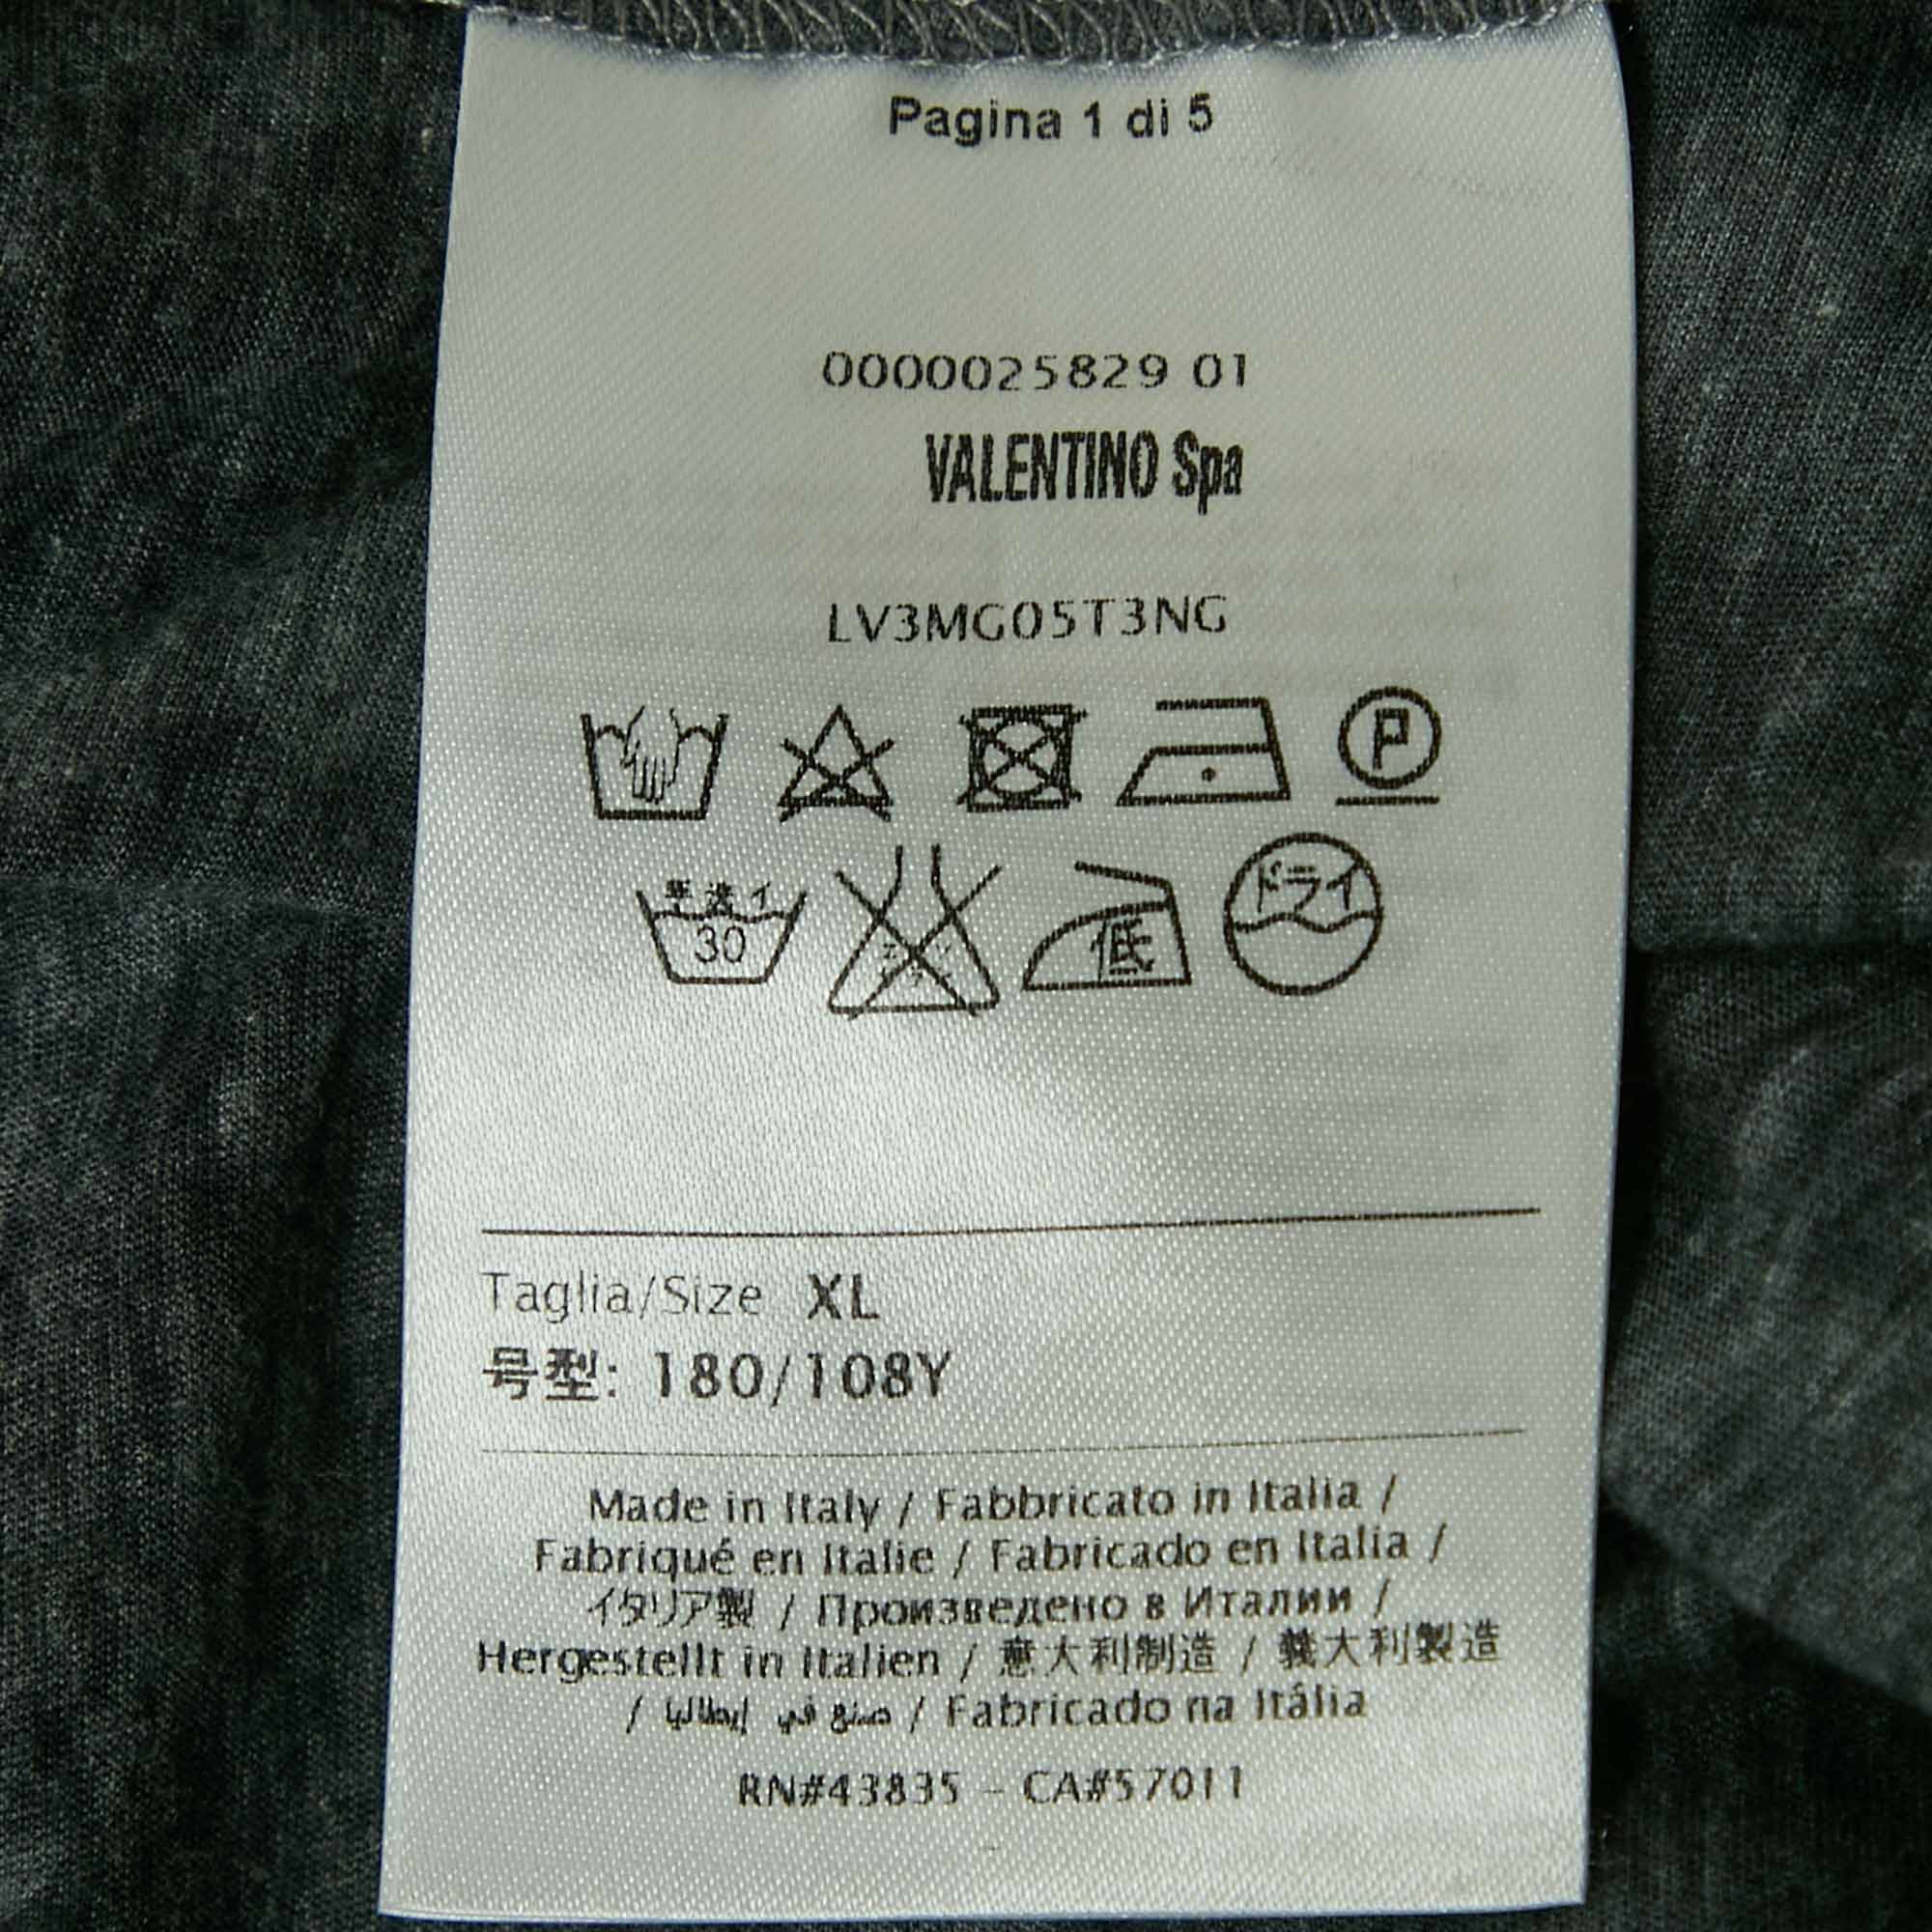 Pagina 1 di 5
0000025829 01
VALENTINO Spa
LV3MG05T3NG
P
手洗イ
30
低
ドライ
Taglia/Size XL
号型: 180/108Y
Made in Italy / Fabbricato in Italia /
Fabriqué en Italie / Fabricado en Italia /
イタリア製 / Произведено в Италии /
Hergestellt in Italien / 意大利制造 / 義大利製造
/ صنع في إيطاليا / Fabricado na Itália
RN#43835 - CA#57011